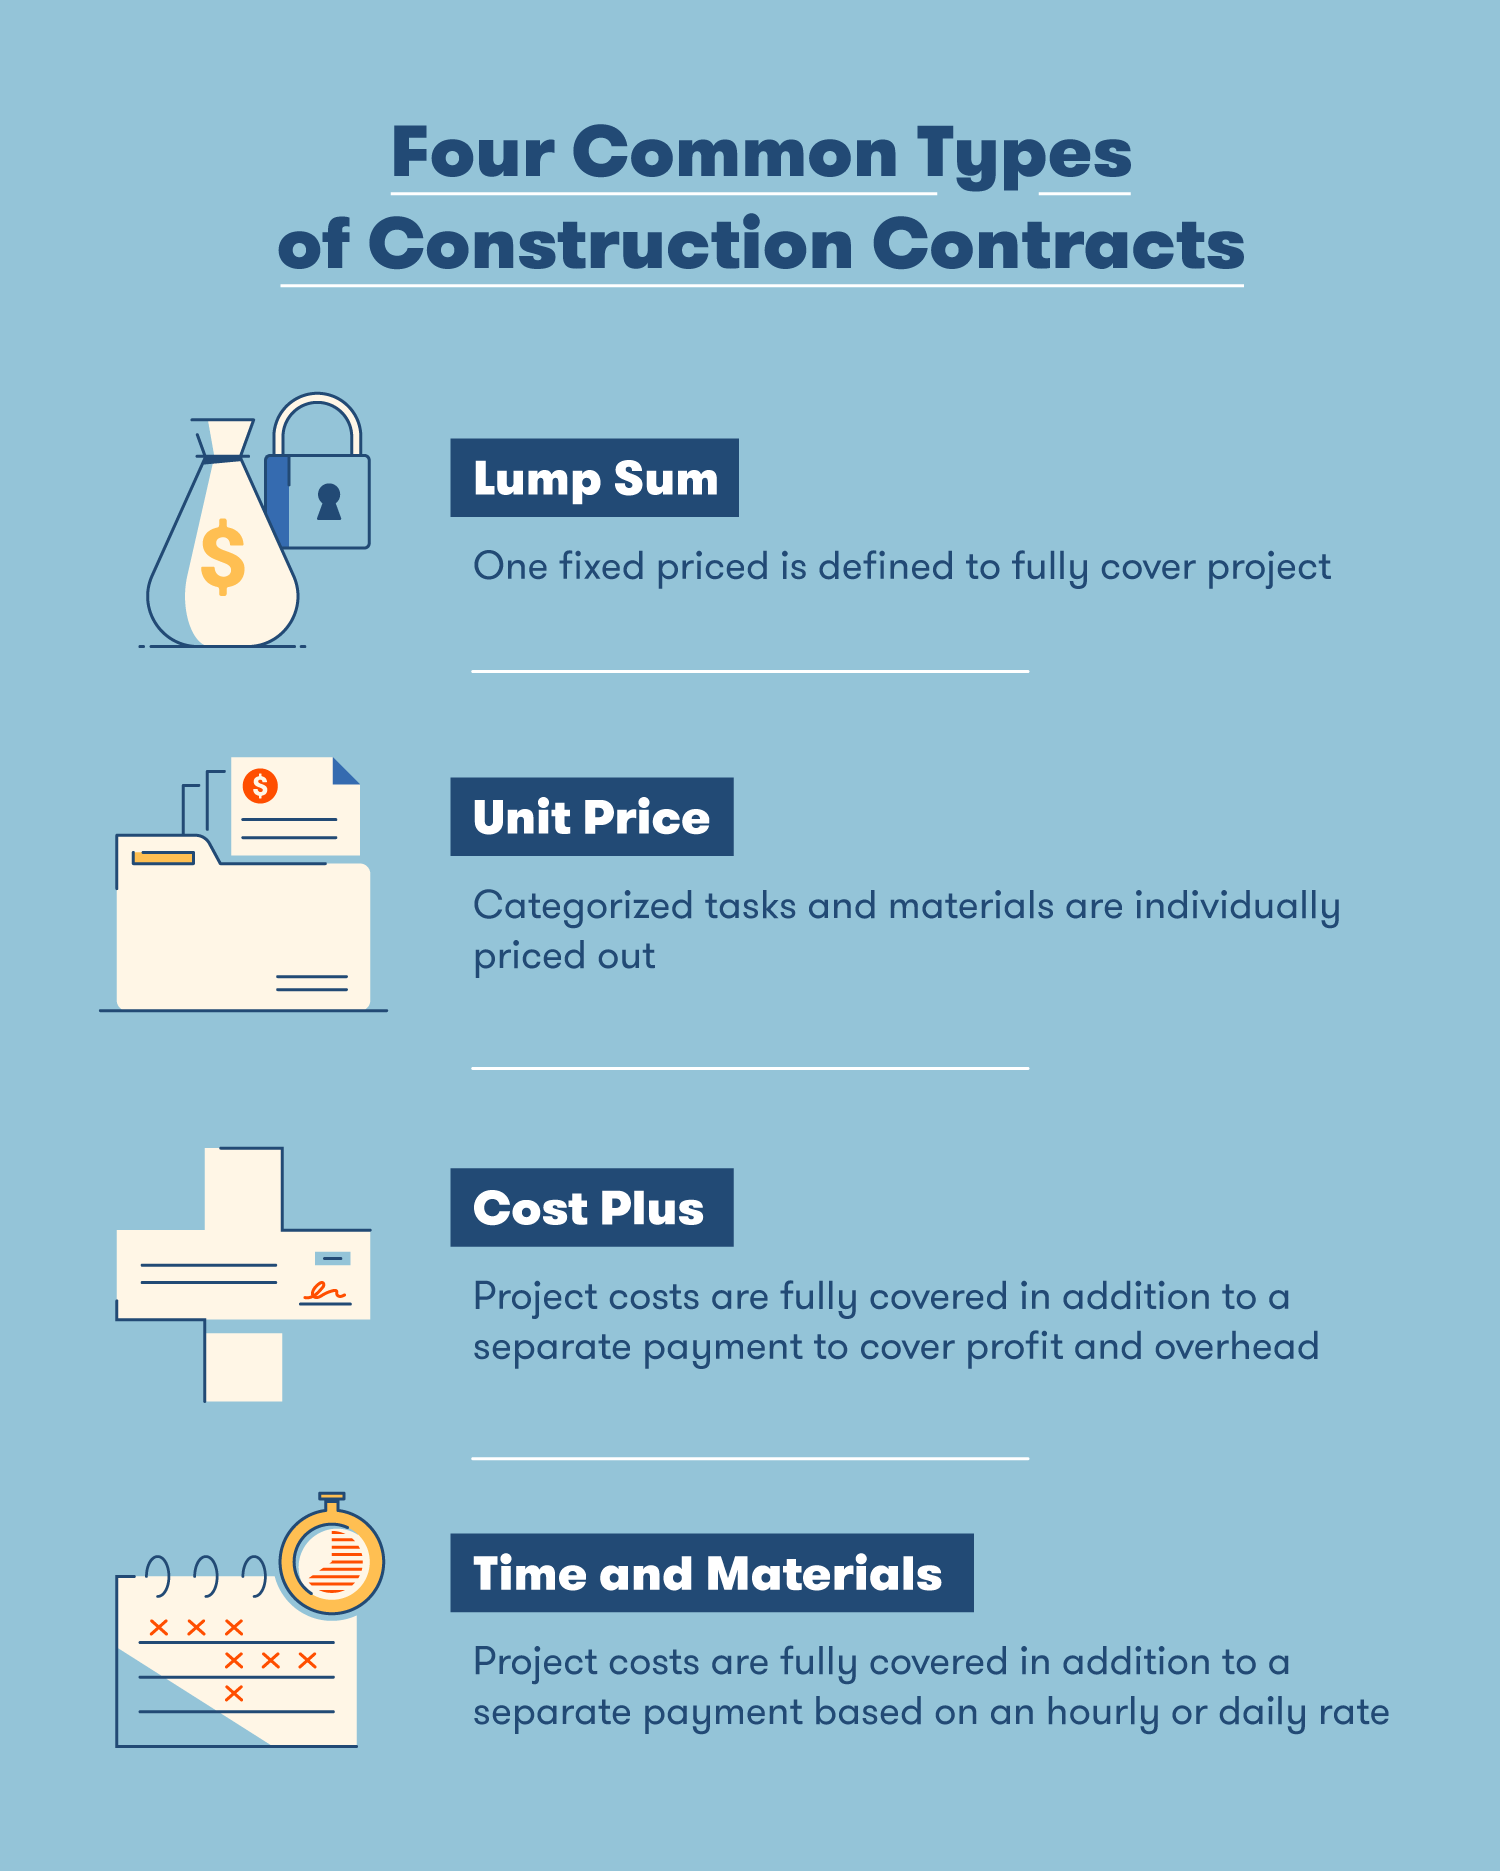 Four Common Types
of Construction Contracts
$
Lump Sum
One fixed priced is defined to fully cover project
$
Unit Price
Categorized tasks and materials are individually
priced out
Cost Plus
Project costs are fully covered in addition to a
separate payment to cover profit and overhead
Time and Materials
Project costs are fully covered in addition to a
separate payment based on an hourly or daily rate